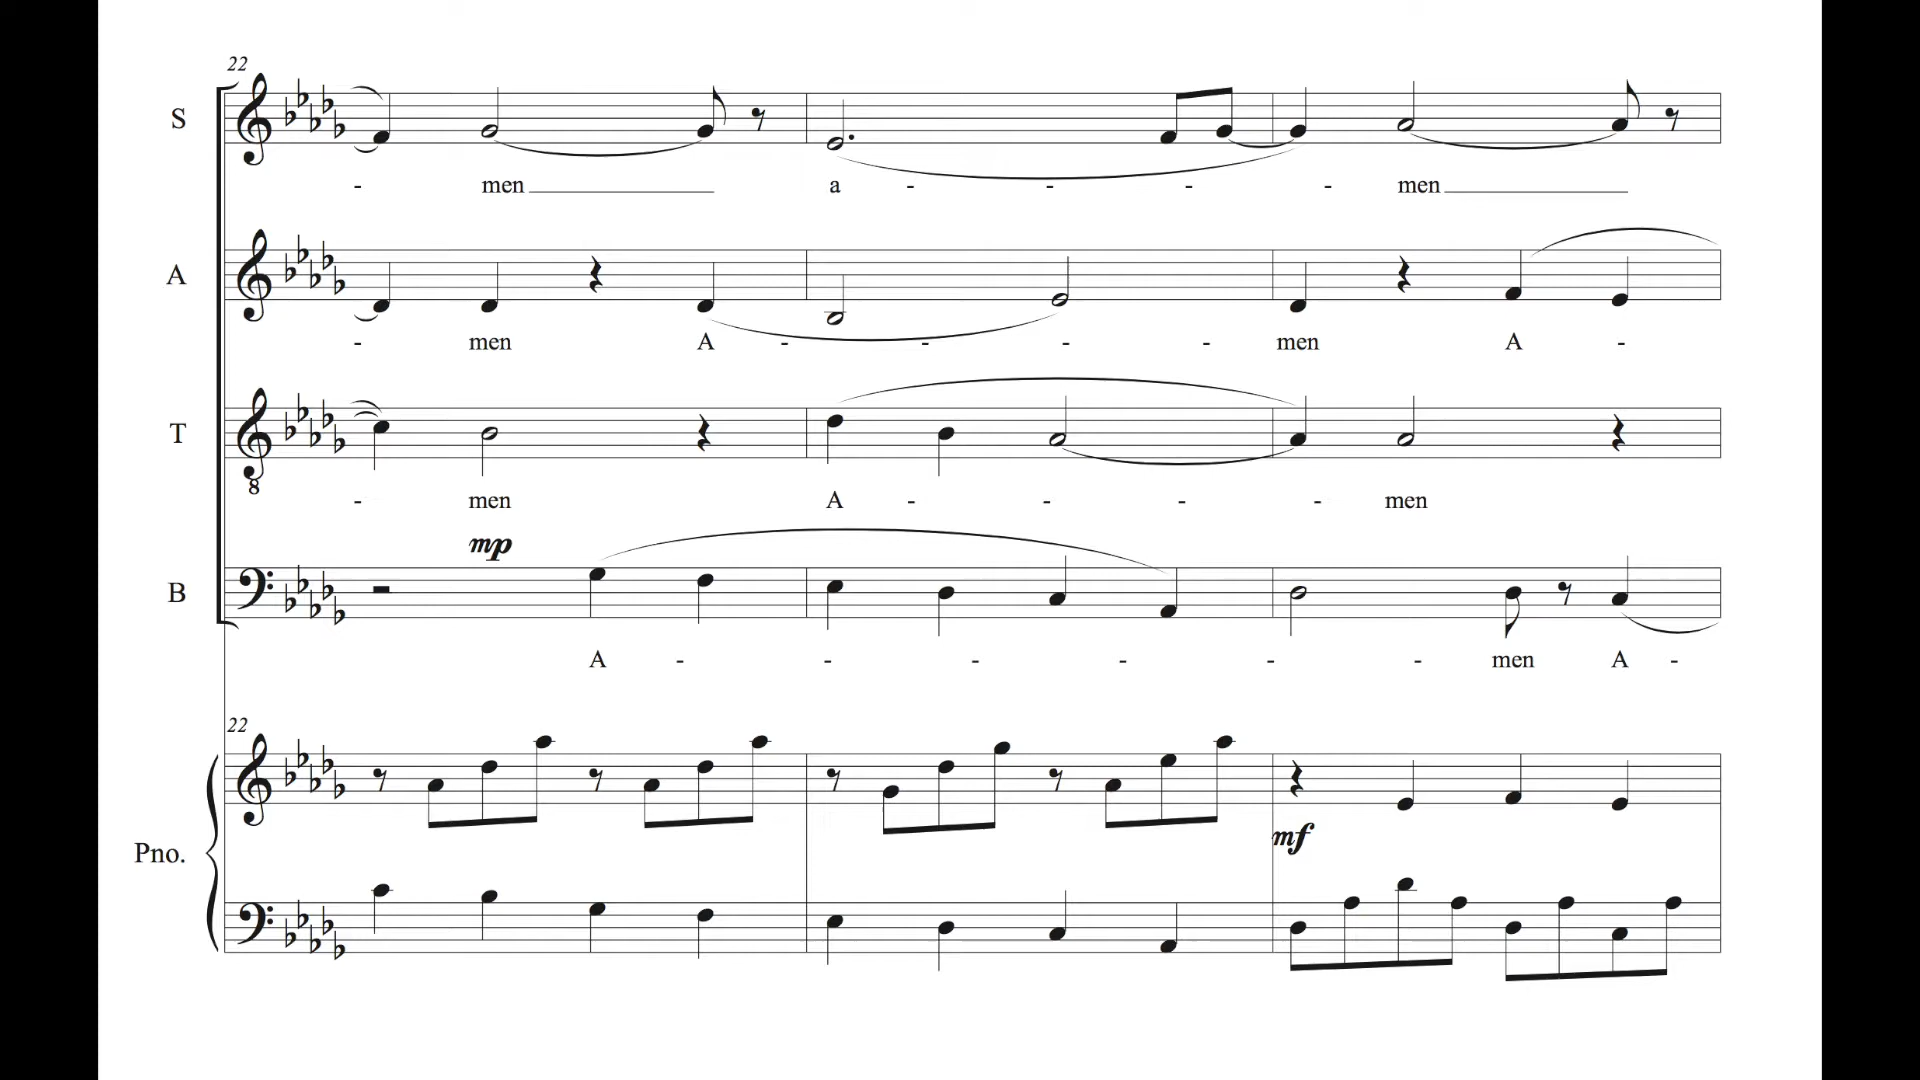 22
S
- men a - - - - men
A
- men A - - - - men A -
T
8
- men A - - - - men
mp
B
A - - - - - - men A -
22
mf
Pno.